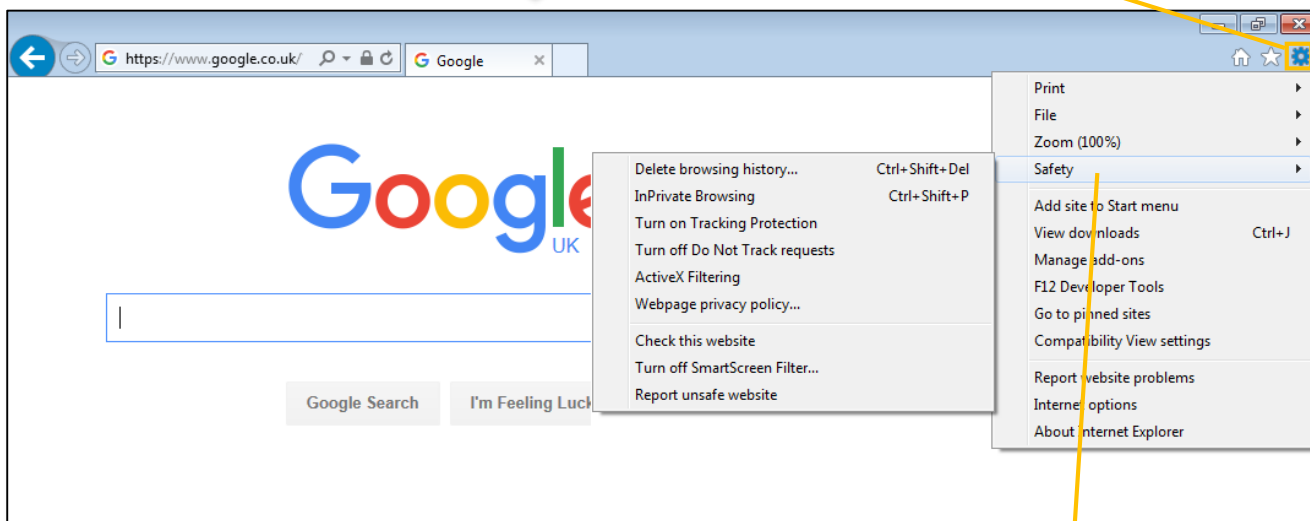 https://www.google.co.uk/
Google
Print
File
Zoom (100%)
Safety
Add site to Start menu
View downloads Ctrl+J
Manage add-ons
F12 Developer Tools
Go to pinned sites
Compatibility View settings
Report website problems
Internet options
About Internet Explorer
Delete browsing history... Ctrl+Shift+Del
InPrivate Browsing Ctrl+Shift+P
Turn on Tracking Protection
Turn off Do Not Track requests
ActiveX Filtering
Webpage privacy policy...
Check this website
Turn off SmartScreen Filter...
Report unsafe website
Google
UK
Google Search
I'm Feeling Luck